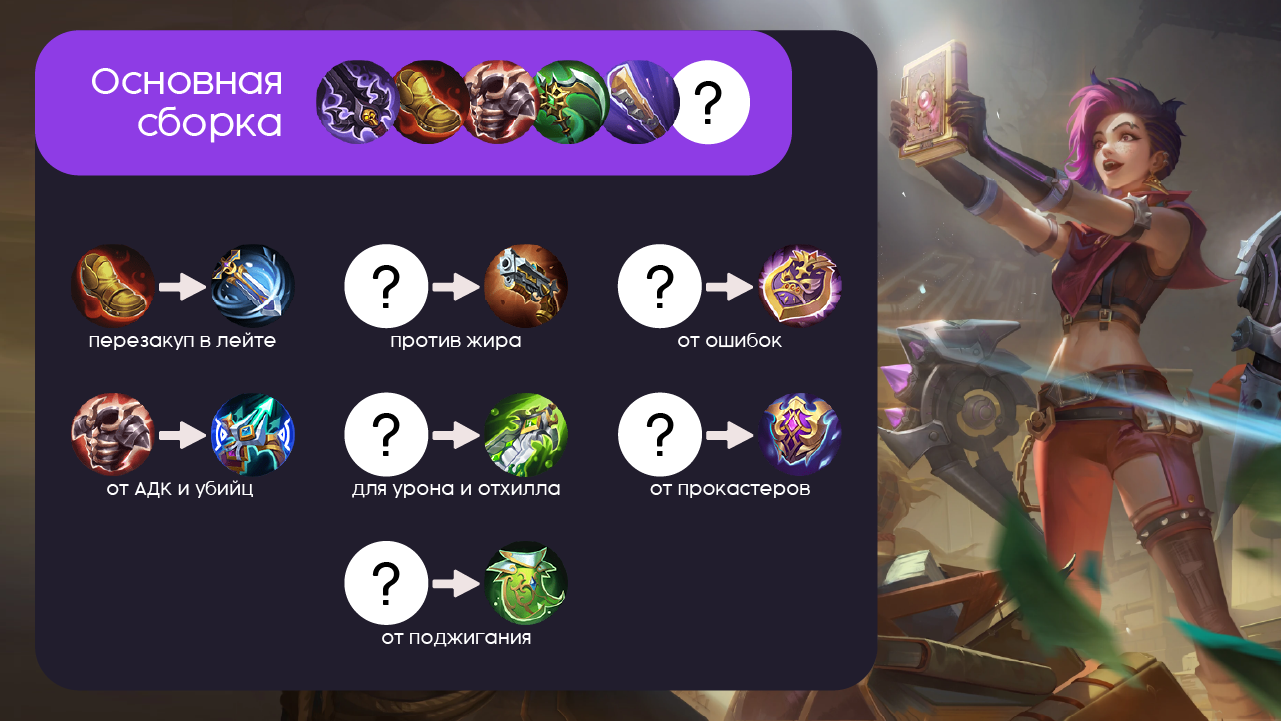 Основная
сборка
?
? ?
перезакуп в лейте против жира от ошибок
? ?
от АДК и убийц для урона и отхилла от прокастеров
?
от поджигания